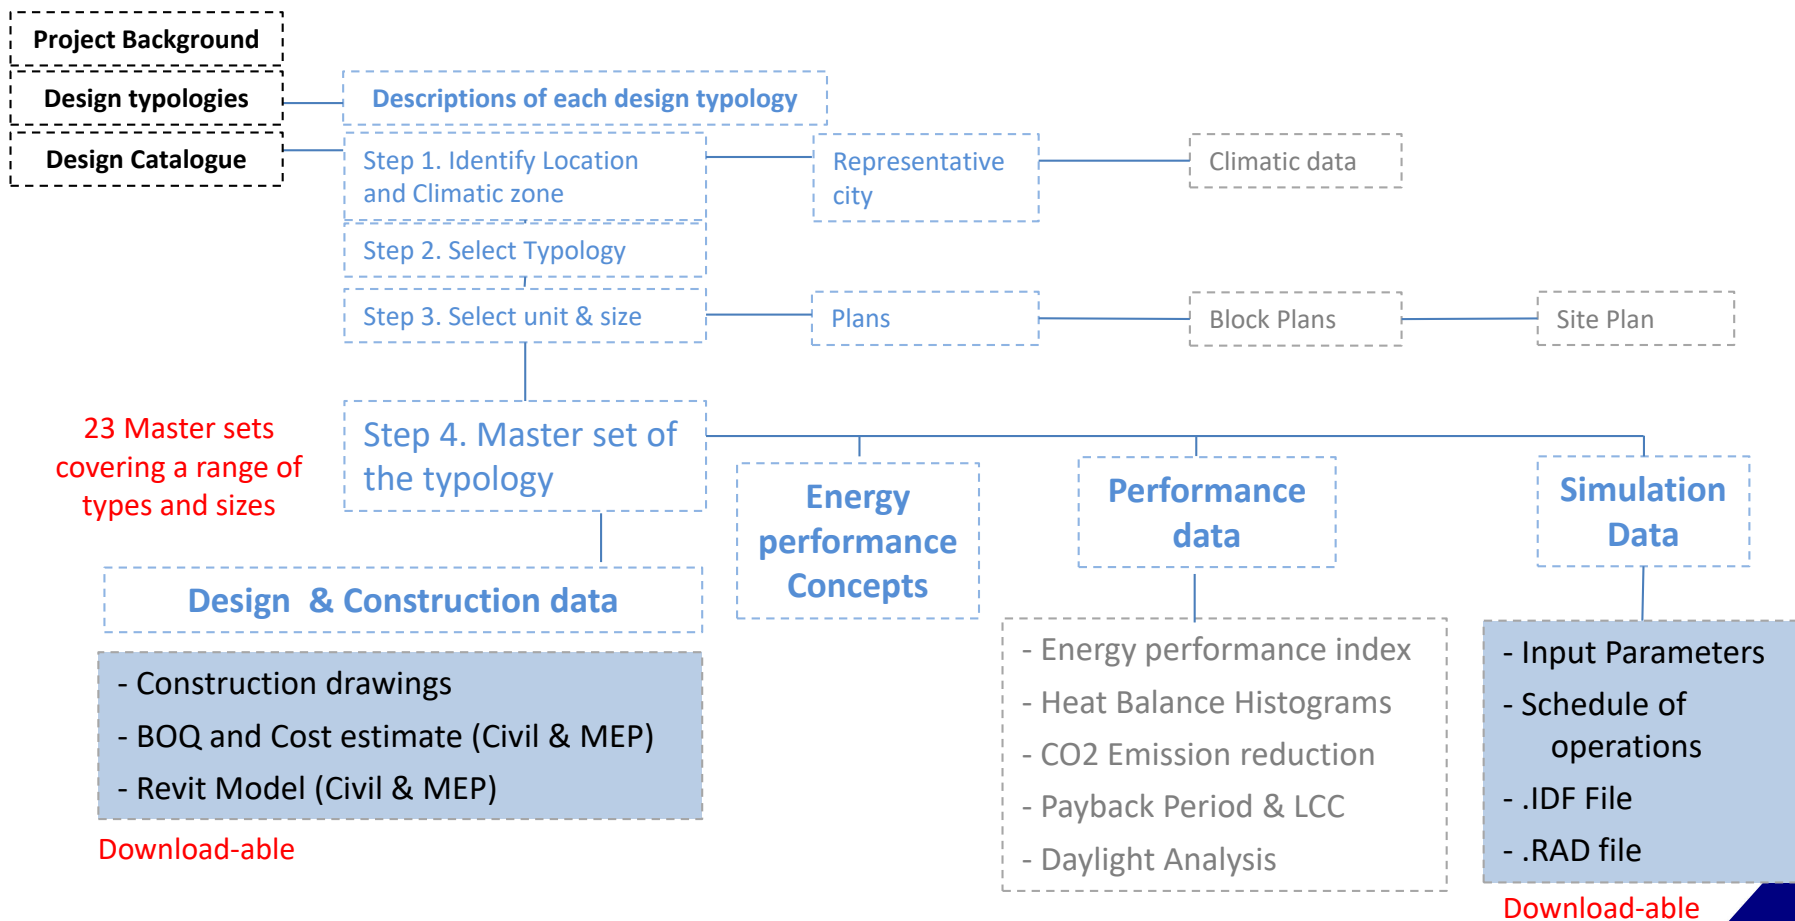 Project Background
Design typologies
Descriptions of each design typology
Design Catalogue
Step 1. Identify Location
and Climatic zone
Representative
city
Climatic data
Step 2. Select Typology
Step 3. Select unit & size
Plans
Block Plans
Site Plan
23 Master sets
covering a range of
types and sizes
Step 4. Master set of
the typology
Energy
performance
Concepts
Performance
data
Simulation
Data
Design & Construction data
- Construction drawings
- BOQ and Cost estimate (Civil & MEP)
- Revit Model (Civil & MEP)
Download-able
- Energy performance index
- Heat Balance Histograms
- CO2 Emission reduction
- Payback Period & LCC
- Daylight Analysis
- Input Parameters
- Schedule of
operations
- .IDF File
- .RAD file
Download-able